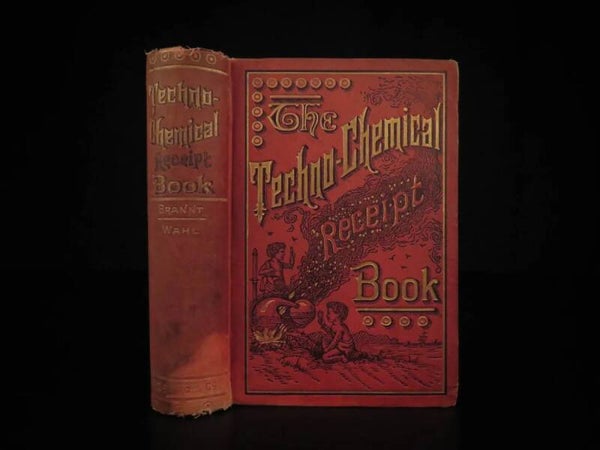 Techno-
Chemical
Receipt
Book
BRANNT
WAHL
The
Techno-Chemical
Receipt
Book